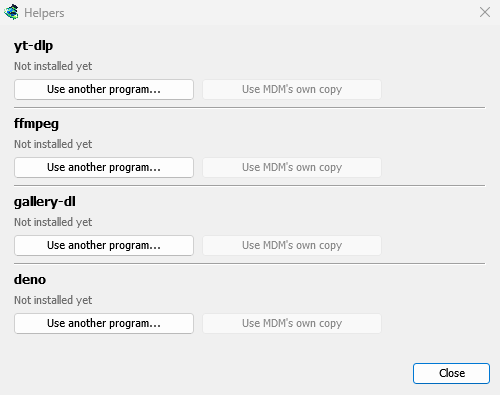 Helpers
yt-dlp
Not installed yet
Use another program... Use MDM's own copy
ffmpeg
Not installed yet
Use another program... Use MDM's own copy
gallery-dl
Not installed yet
Use another program... Use MDM's own copy
deno
Not installed yet
Use another program... Use MDM's own copy
Close